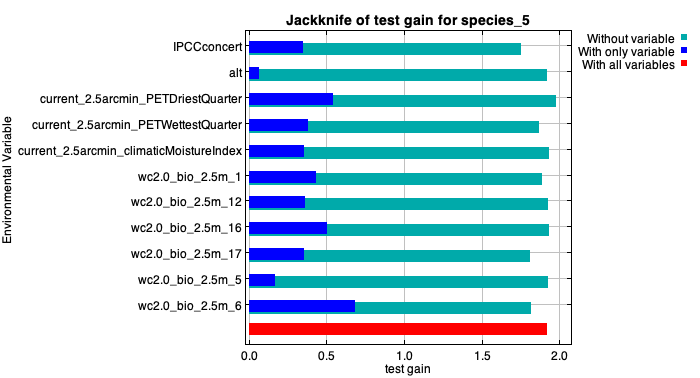 Jackknife of test gain for species_5
Without variable
With only variable
With all variables
Environmental Variable
IPCCconcert
alt
current_2.5arcmin_PETDriestQuarter
current_2.5arcmin_PETWettestQuarter
current_2.5arcmin_climaticMoistureIndex
wc2.0_bio_2.5m_1
wc2.0_bio_2.5m_12
wc2.0_bio_2.5m_16
wc2.0_bio_2.5m_17
wc2.0_bio_2.5m_5
wc2.0_bio_2.5m_6
0.0 0.5 1.0 1.5 2.0
test gain